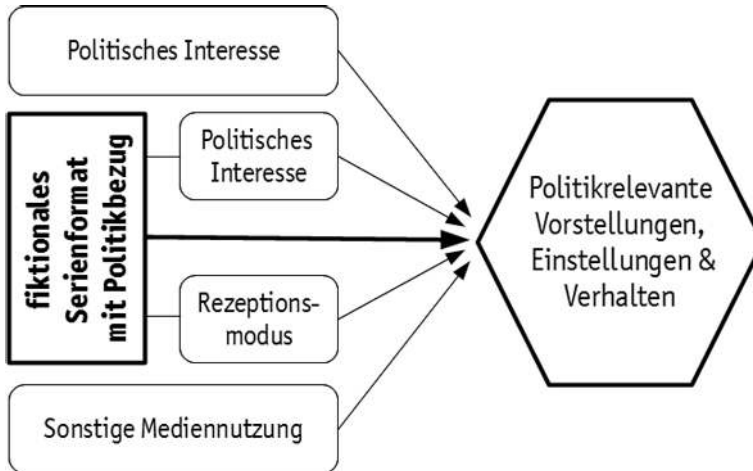 Politisches Interesse
fiktionales
Serienformat
mit Politikbezug
Politisches
Interesse
Rezeptions-
modus
Sonstige Mediennutzung
Politikrelevante
Vorstellungen,
Einstellungen &
Verhalten